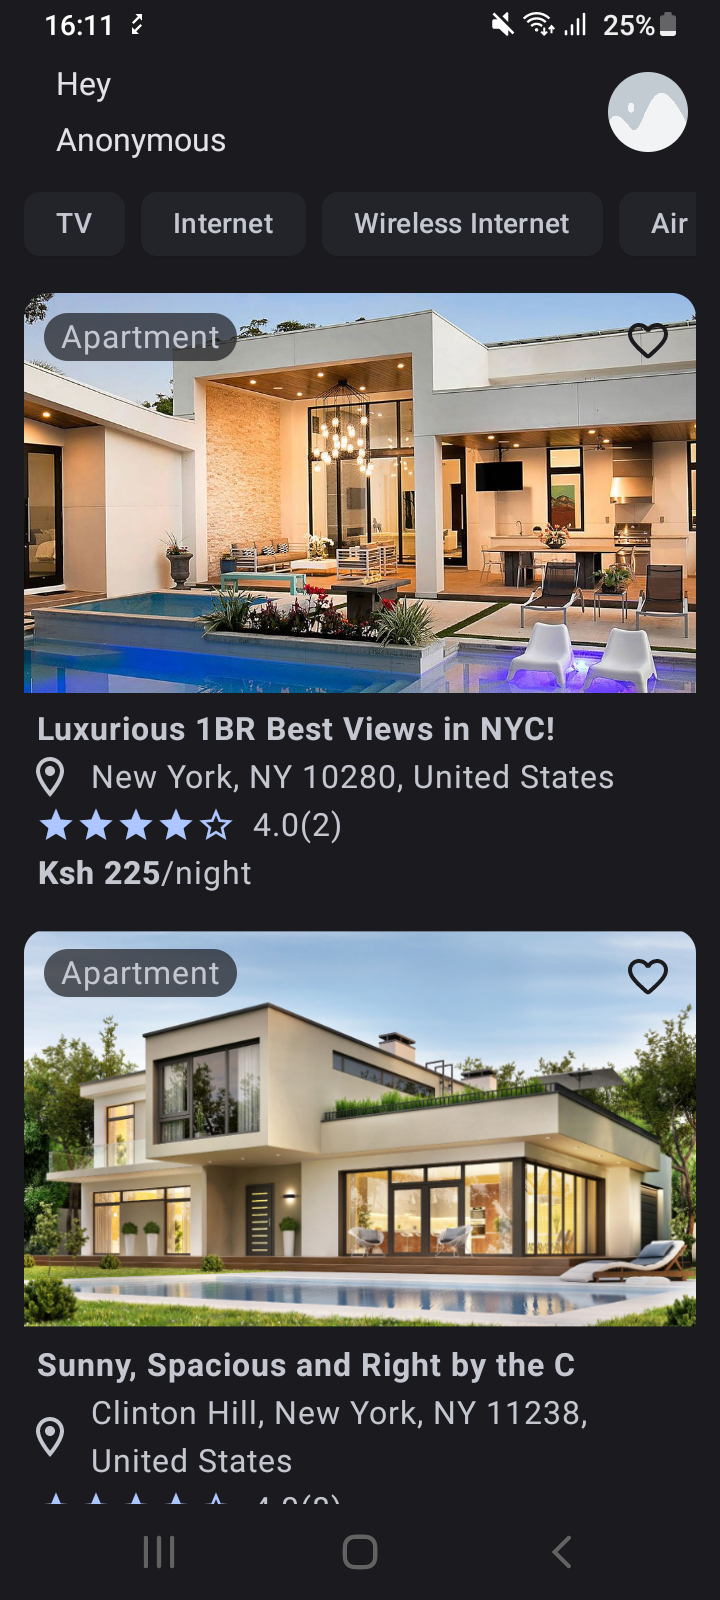 16:11 25%
Hey
Anonymous
TV Internet Wireless Internet Air
Apartment
Luxurious 1BR Best Views in NYC!
New York, NY 10280, United States
4.0(2)
Ksh 225/night
Apartment
Sunny, Spacious and Right by the C
Clinton Hill, New York, NY 11238,
United States